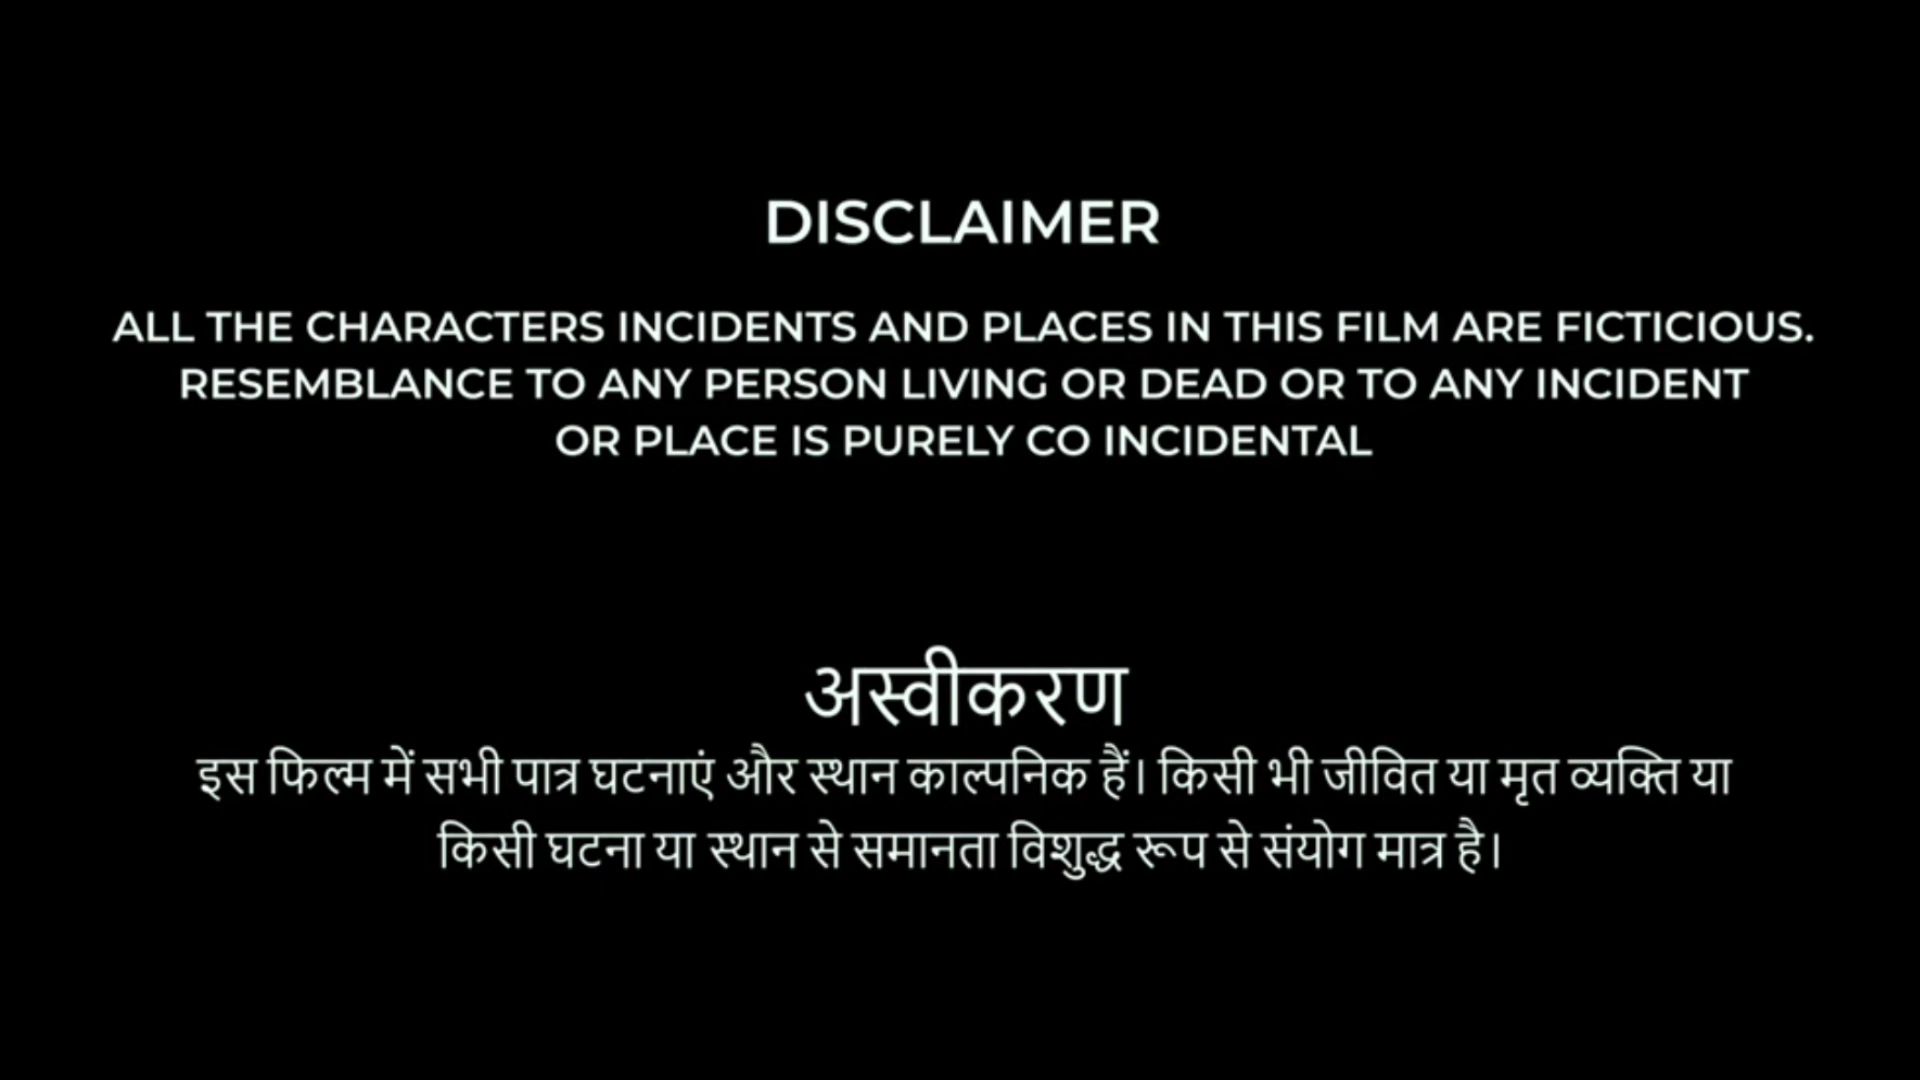 DISCLAIMER
ALL THE CHARACTERS INCIDENTS AND PLACES IN THIS FILM ARE FICTICIOUS.
RESEMBLANCE TO ANY PERSON LIVING OR DEAD OR TO ANY INCIDENT
OR PLACE IS PURELY CO INCIDENTAL
अस्वीकरण
इस फिल्म में सभी पात्र घटनाएं और स्थान काल्पनिक हैं। किसी भी जीवित या मृत व्यक्ति या
किसी घटना या स्थान से समानता विशुद्ध रूप से संयोग मात्र है।